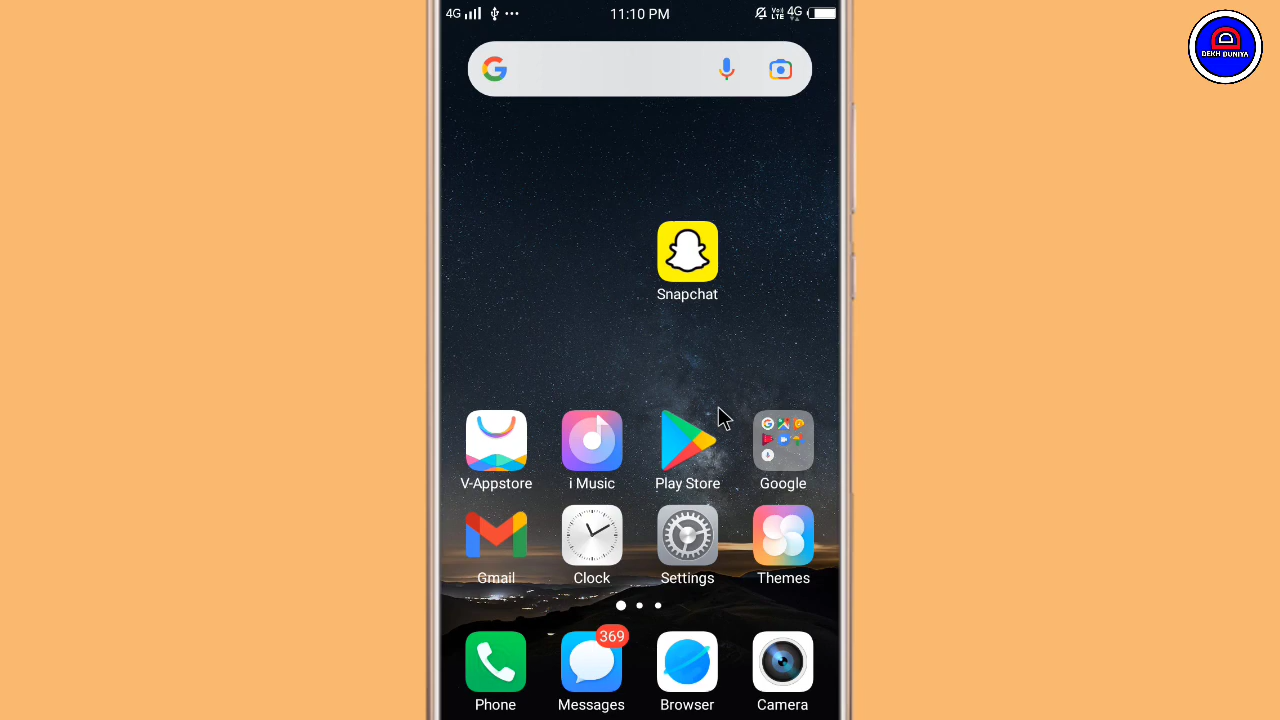 4G 11:10 PM VoLTE 4G
DEKH DUNIYA
Snapchat
V-Appstore i Music Play Store Google
Gmail Clock Settings Themes
369
Phone Messages Browser Camera